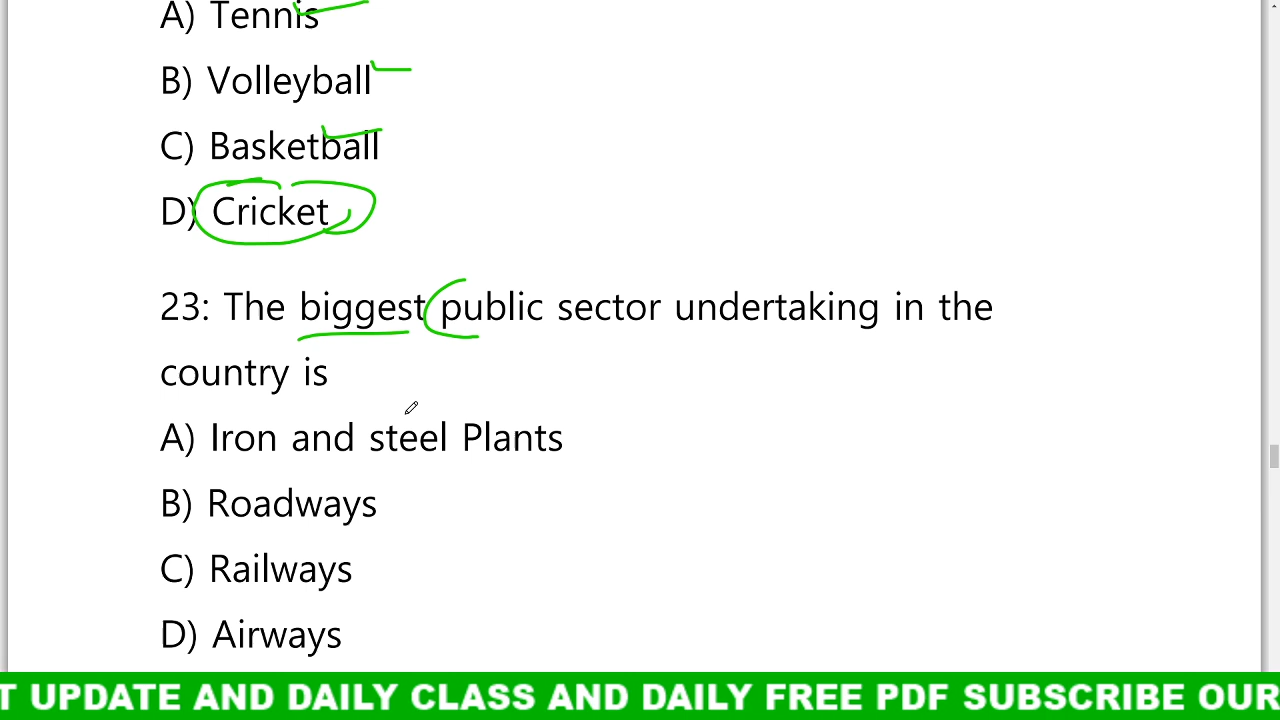 A) Tennis
B) Volleyball
C) Basketball
D) Cricket
23: The biggest public sector undertaking in the
country is
A) Iron and steel Plants
B) Roadways
C) Railways
D) Airways
T UPDATE AND DAILY CLASS AND DAILY FREE PDF SUBSCRIBE OUR